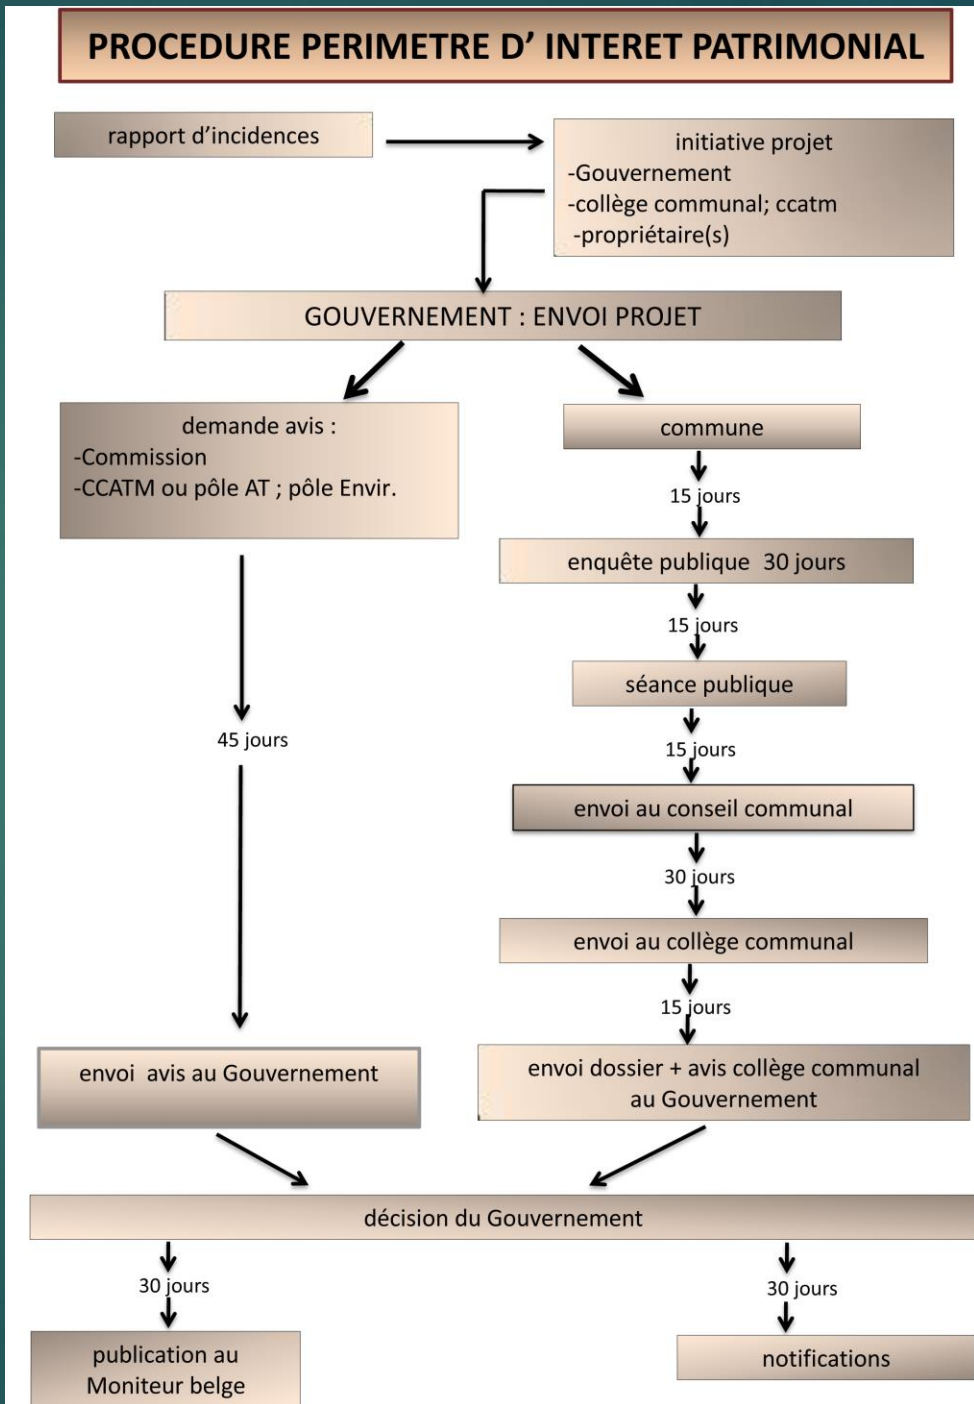 PROCEDURE PERIMETRE D’ INTERET PATRIMONIAL
rapport d’incidences
initiative projet
-Gouvernement
-collège communal; ccatm
-propriétaire(s)
GOUVERNEMENT : ENVOI PROJET
demande avis :
-Commission
-CCATM ou pôle AT ; pôle Envir.
45 jours
envoi avis au Gouvernement
commune
15 jours
enquête publique 30 jours
15 jours
séance publique
15 jours
envoi au conseil communal
30 jours
envoi au collège communal
15 jours
envoi dossier + avis collège communal
au Gouvernement
décision du Gouvernement
30 jours
publication au
Moniteur belge
30 jours
notifications